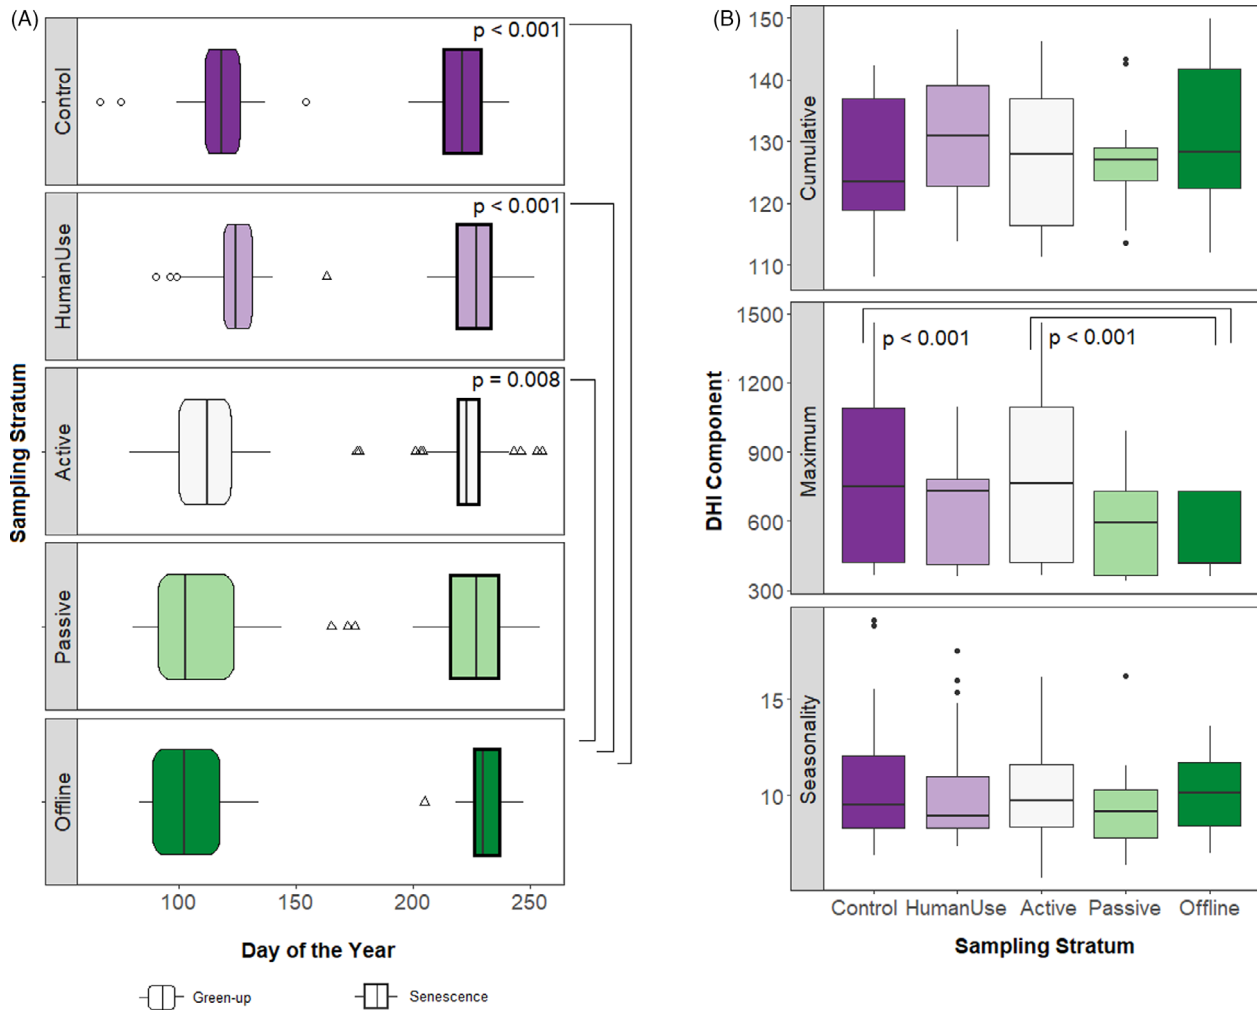 (A)
p < 0.001
Control
p < 0.001
HumanUse
p = 0.008
Active
Passive
Offline
Sampling Stratum
100 150 200 250
Day of the Year
Green-up
Senescence
(B)
150
140
130
120
110
Cumulative
1500
1200
900
600
300
Maximum
p < 0.001
p < 0.001
15
10
Seasonality
DHI Component
Control HumanUse Active Passive Offline
Sampling Stratum